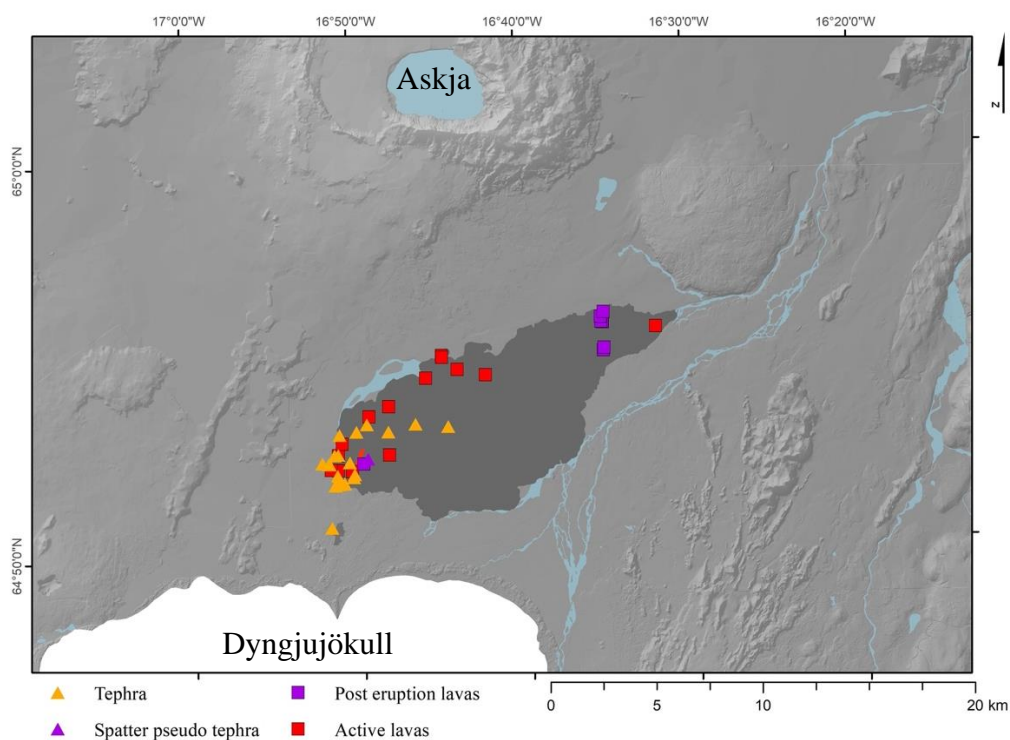 17°0'0"W 16°50'0"W 16°40'0"W 16°30'0"W 16°20'0"W
Askja
N
65°0'0"N
64°50'0"N
Dyngjujökull
Tephra
Post eruption lavas
Spatter pseudo tephra
Active lavas
0 5 10 20 km